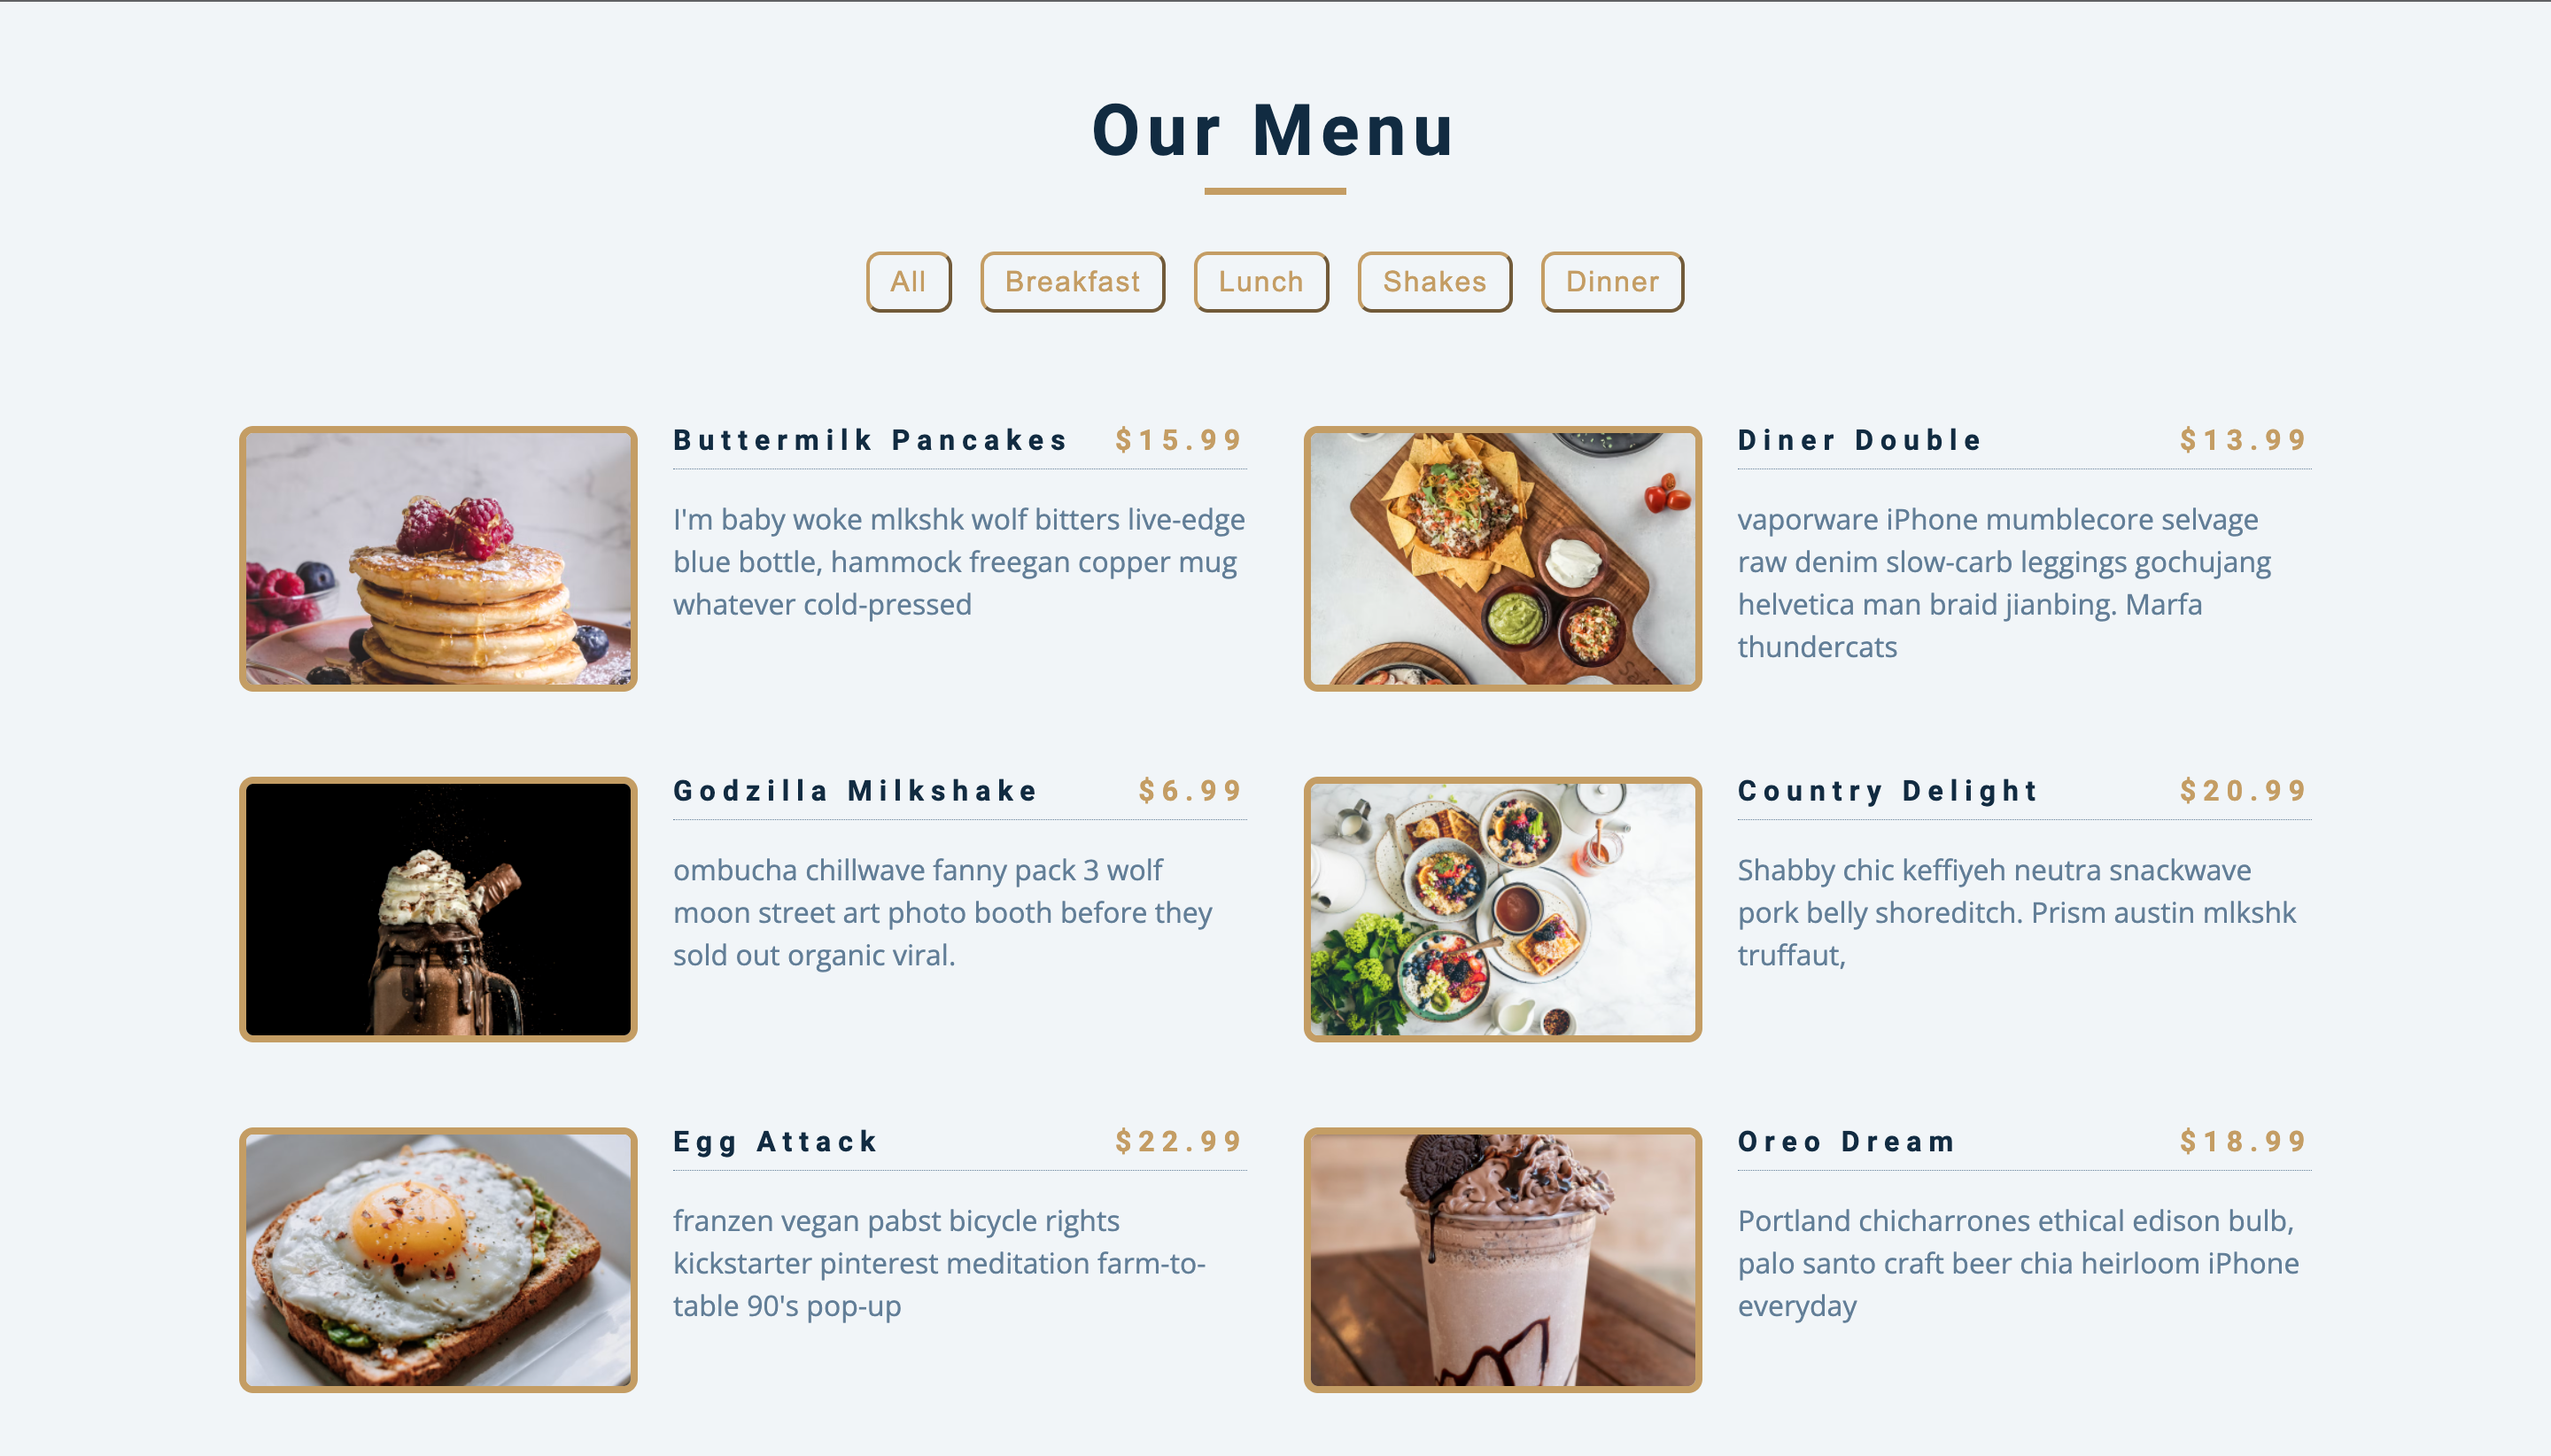 Our Menu
All
Breakfast
Lunch
Shakes
Dinner
Buttermilk Pancakes $15.99
I'm baby woke mlkshk wolf bitters live-edge
blue bottle, hammock freegan copper mug
whatever cold-pressed
Diner Double $13.99
vaporware iPhone mumblecore selvage
raw denim slow-carb leggings gochujang
helvetica man braid jianbing. Marfa
thundercats
Godzilla Milkshake $6.99
ombucha chillwave fanny pack 3 wolf
moon street art photo booth before they
sold out organic viral.
Country Delight $20.99
Shabby chic keffiyeh neutra snackwave
pork belly shoreditch. Prism austin mlkshk
truffaut,
Egg Attack $22.99
franzen vegan pabst bicycle rights
kickstarter pinterest meditation farm-to-
table 90's pop-up
Oreo Dream $18.99
Portland chicharrones ethical edison bulb,
palo santo craft beer chia heirloom iPhone
everyday